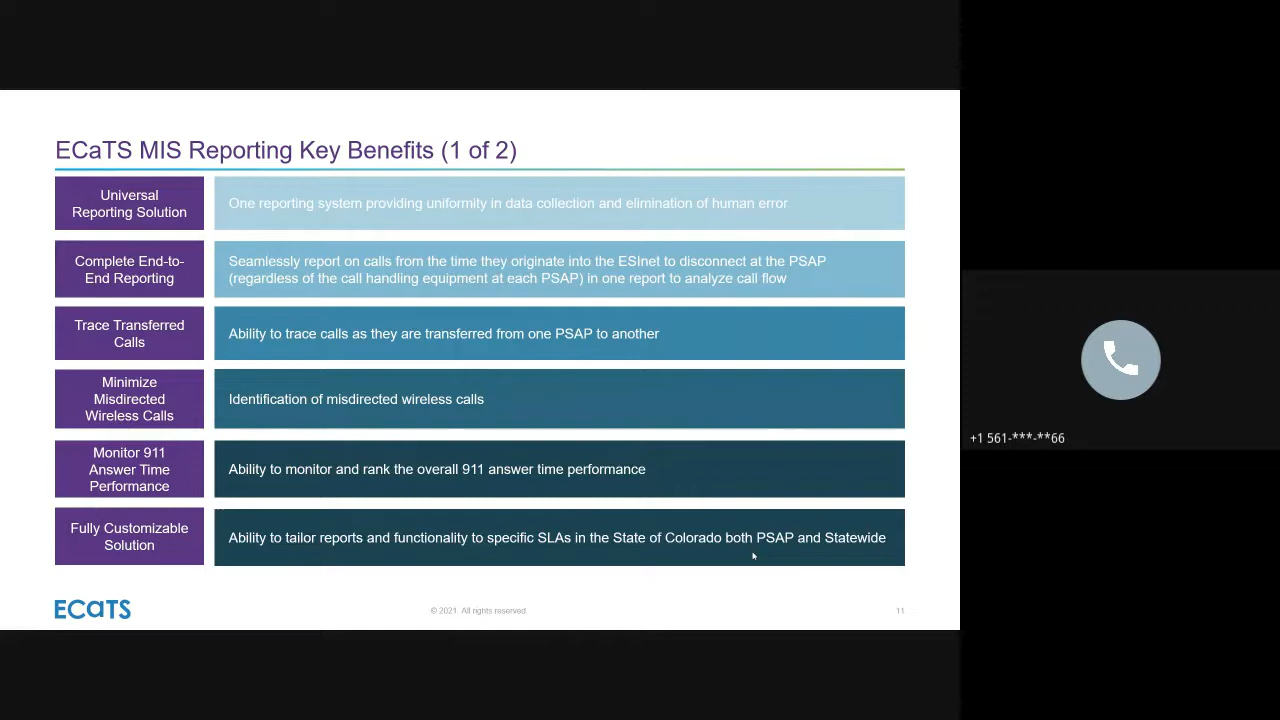 ECaTS MIS Reporting Key Benefits (1 of 2)
Universal
Reporting Solution
One reporting system providing uniformity in data collection and elimination of human error
Complete End-to-
End Reporting
Seamlessly report on calls from the time they originate into the ESInet to disconnect at the PSAP
(regardless of the call handling equipment at each PSAP) in one report to analyze call flow
Trace Transferred
Calls
Ability to trace calls as they are transferred from one PSAP to another
Minimize
Misdirected
Wireless Calls
Identification of misdirected wireless calls
Monitor 911
Answer Time
Performance
Ability to monitor and rank the overall 911 answer time performance
Fully Customizable
Solution
Ability to tailor reports and functionality to specific SLAs in the State of Colorado both PSAP and Statewide
ECaTS
© 2021. All rights reserved.
11
+1 561-***-**66